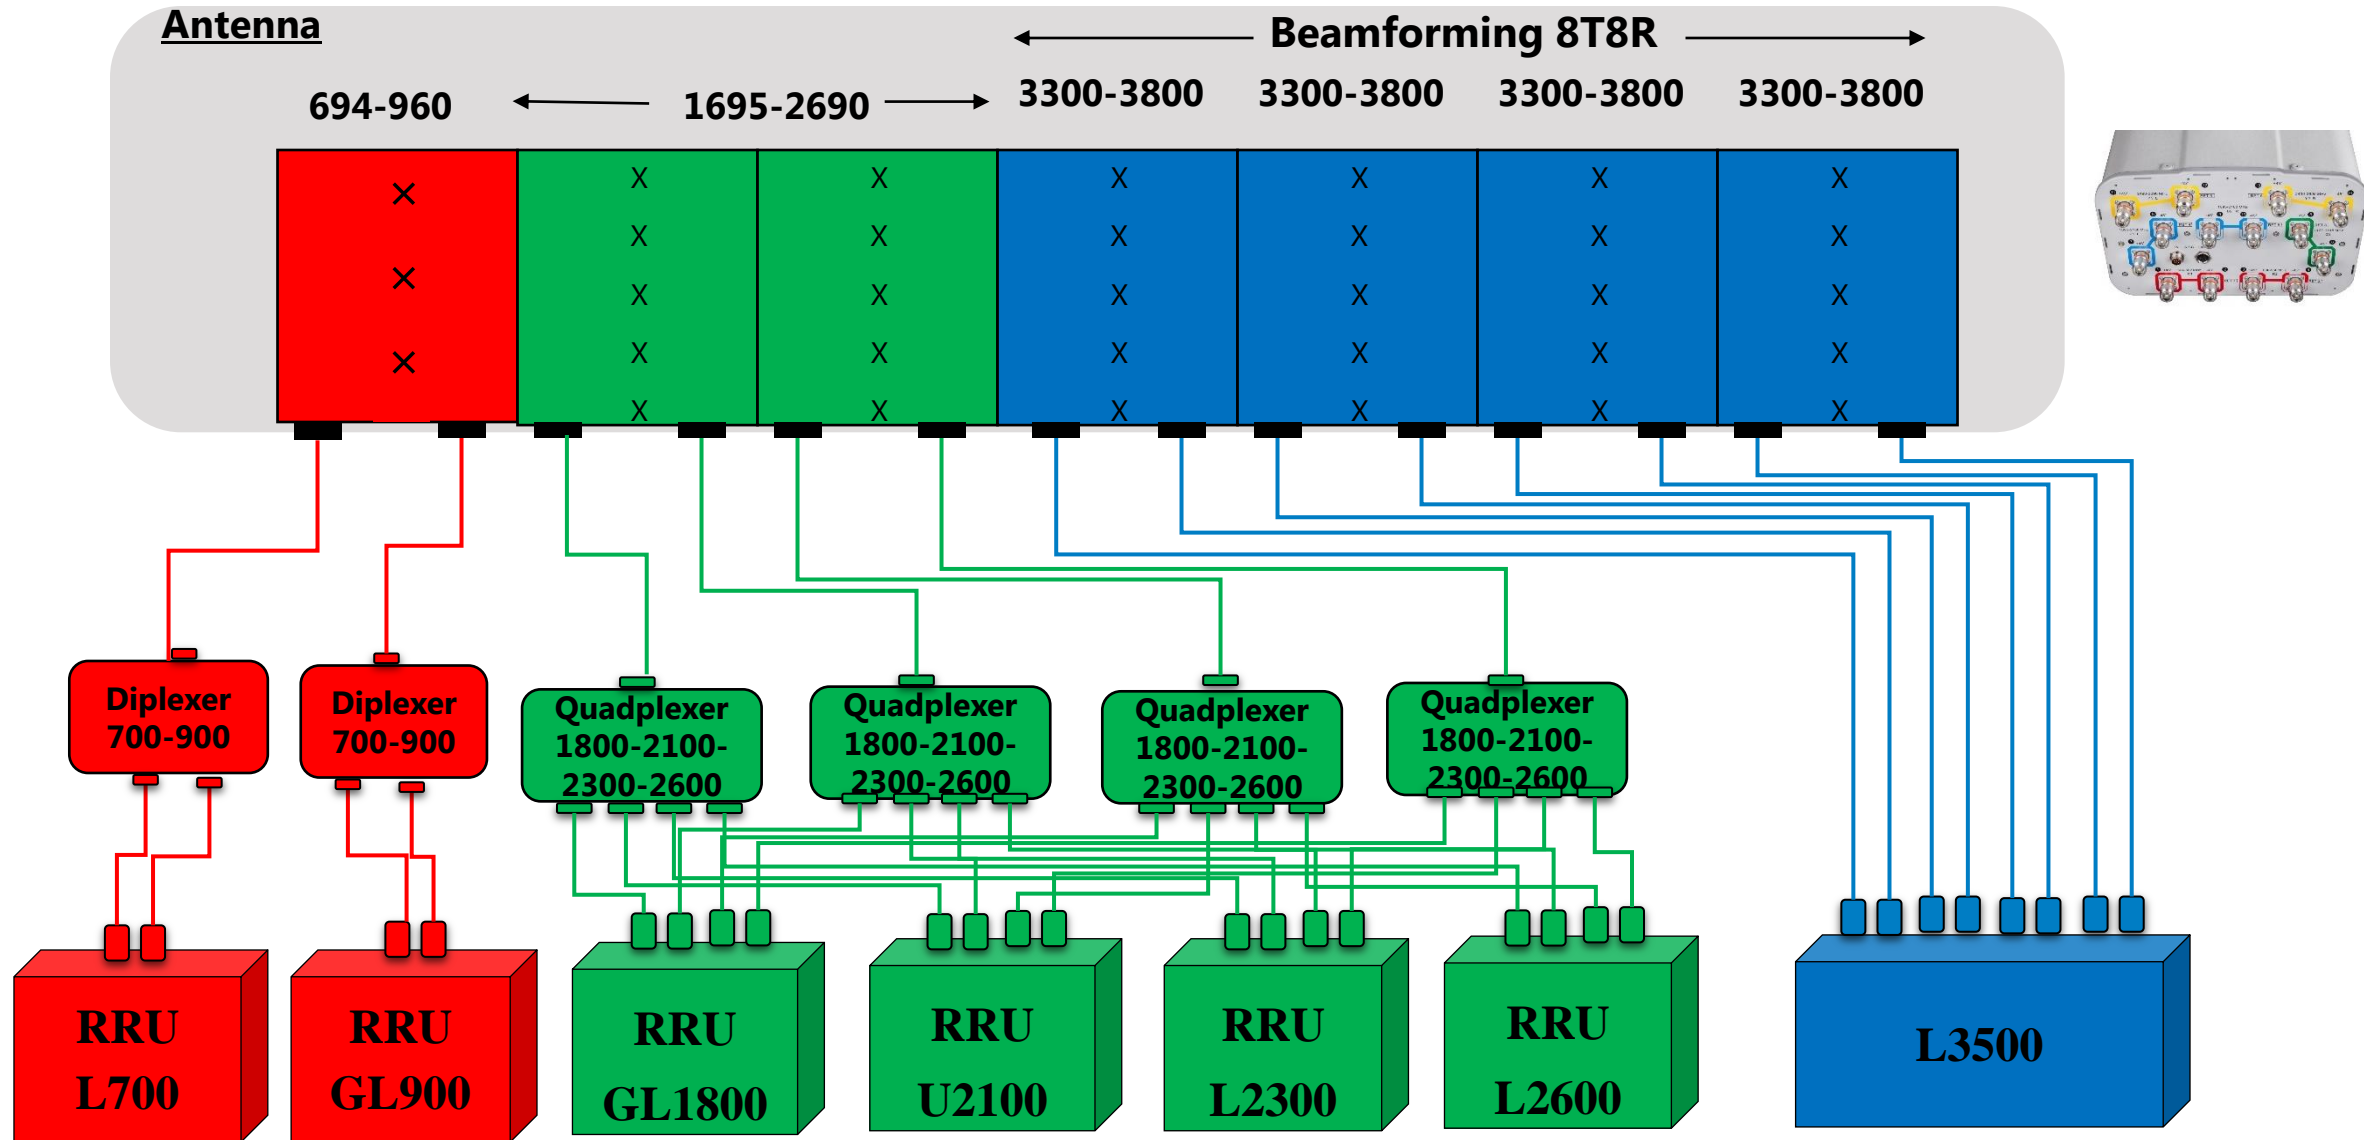 Antenna
Beamforming 8T8R
694-960
1695-2690
3300-3800
3300-3800
3300-3800
3300-3800
X X X X X X
X X X X X X
X X X X X X
X X X X X X
X X X X X X
Diplexer
700-900
Diplexer
700-900
Quadplexer
1800-2100-
2300-2600
Quadplexer
1800-2100-
2300-2600
Quadplexer
1800-2100-
2300-2600
Quadplexer
1800-2100-
2300-2600
RRU
L700
RRU
GL900
RRU
GL1800
RRU
U2100
RRU
L2300
RRU
L2600
L3500